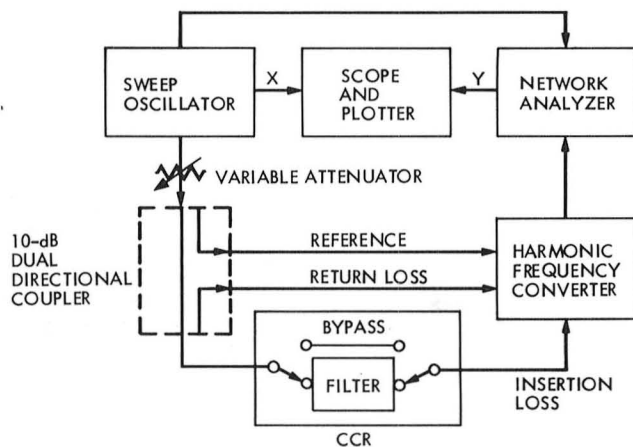 SWEEP
OSCILLATOR
X
SCOPE
AND
PLOTTER
Y
NETWORK
ANALYZER
VARIABLE ATTENUATOR
10-dB
DUAL
DIRECTIONAL
COUPLER
REFERENCE
RETURN LOSS
HARMONIC
FREQUENCY
CONVERTER
BYPASS
FILTER
INSERTION
LOSS
CCR